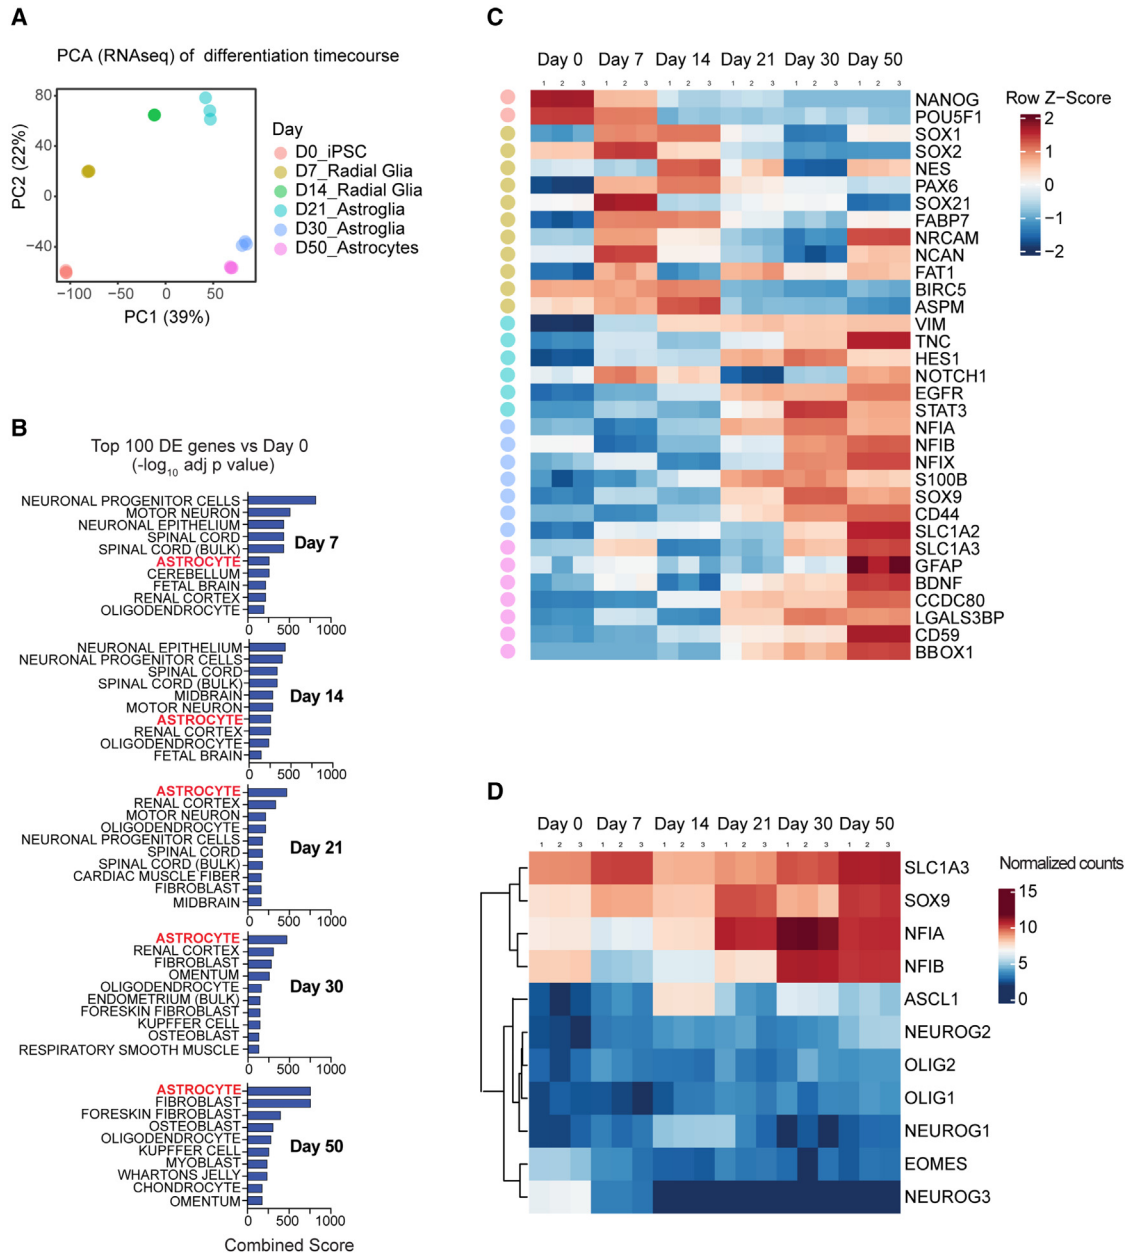 A
PCA (RNAseq) of differentiation timecourse
80
40
0
−40
PC2 (22%)
−100 −50 0 50
PC1 (39%)
Day
D0_iPSC
D7_Radial Glia
D14_Radial Glia
D21_Astroglia
D30_Astroglia
D50_Astrocytes
B
Top 100 DE genes vs Day 0
(-log10 adj p value)
NEURONAL PROGENITOR CELLS
MOTOR NEURON
NEURONAL EPITHELIUM
SPINAL CORD
SPINAL CORD (BULK)
ASTROCYTE
CEREBELLUM
FETAL BRAIN
RENAL CORTEX
OLIGODENDROCYTE
Day 7
0 500 1000
NEURONAL EPITHELIUM
NEURONAL PROGENITOR CELLS
SPINAL CORD
SPINAL CORD (BULK)
MIDBRAIN
MOTOR NEURON
ASTROCYTE
RENAL CORTEX
OLIGODENDROCYTE
FETAL BRAIN
Day 14
0 500 1000
ASTROCYTE
RENAL CORTEX
MOTOR NEURON
OLIGODENDROCYTE
NEURONAL PROGENITOR CELLS
SPINAL CORD
SPINAL CORD (BULK)
CARDIAC MUSCLE FIBER
FIBROBLAST
MIDBRAIN
Day 21
0 500 1000
ASTROCYTE
RENAL CORTEX
FIBROBLAST
OMENTUM
OLIGODENDROCYTE
ENDOMETRIUM (BULK)
FORESKIN FIBROBLAST
KUPFFER CELL
OSTEOBLAST
RESPIRATORY SMOOTH MUSCLE
Day 30
0 500 1000
ASTROCYTE
FIBROBLAST
FORESKIN FIBROBLAST
OSTEOBLAST
OLIGODENDROCYTE
KUPFFER CELL
MYOBLAST
WHARTONS JELLY
CHONDROCYTE
OMENTUM
Day 50
0 500 1000
Combined Score
C
Day 0 Day 7 Day 14 Day 21 Day 30 Day 50
1 2 3 1 2 3 1 2 3 1 2 3 1 2 3 1 2 3
NANOG
POU5F1
SOX1
SOX2
NES
PAX6
SOX21
FABP7
NRCAM
NCAN
FAT1
BIRC5
ASPM
VIM
TNC
HES1
NOTCH1
EGFR
STAT3
NFIA
NFIB
NFIX
S100B
SOX9
CD44
SLC1A2
SLC1A3
GFAP
BDNF
CCDC80
LGALS3BP
CD59
BBOX1
Row Z-Score
2
1
0
−1
−2
D
Day 0 Day 7 Day 14 Day 21 Day 30 Day 50
1 2 3 1 2 3 1 2 3 1 2 3 1 2 3 1 2 3
SLC1A3
SOX9
NFIA
NFIB
ASCL1
NEUROG2
OLIG2
OLIG1
NEUROG1
EOMES
NEUROG3
Normalized counts
15
10
5
0